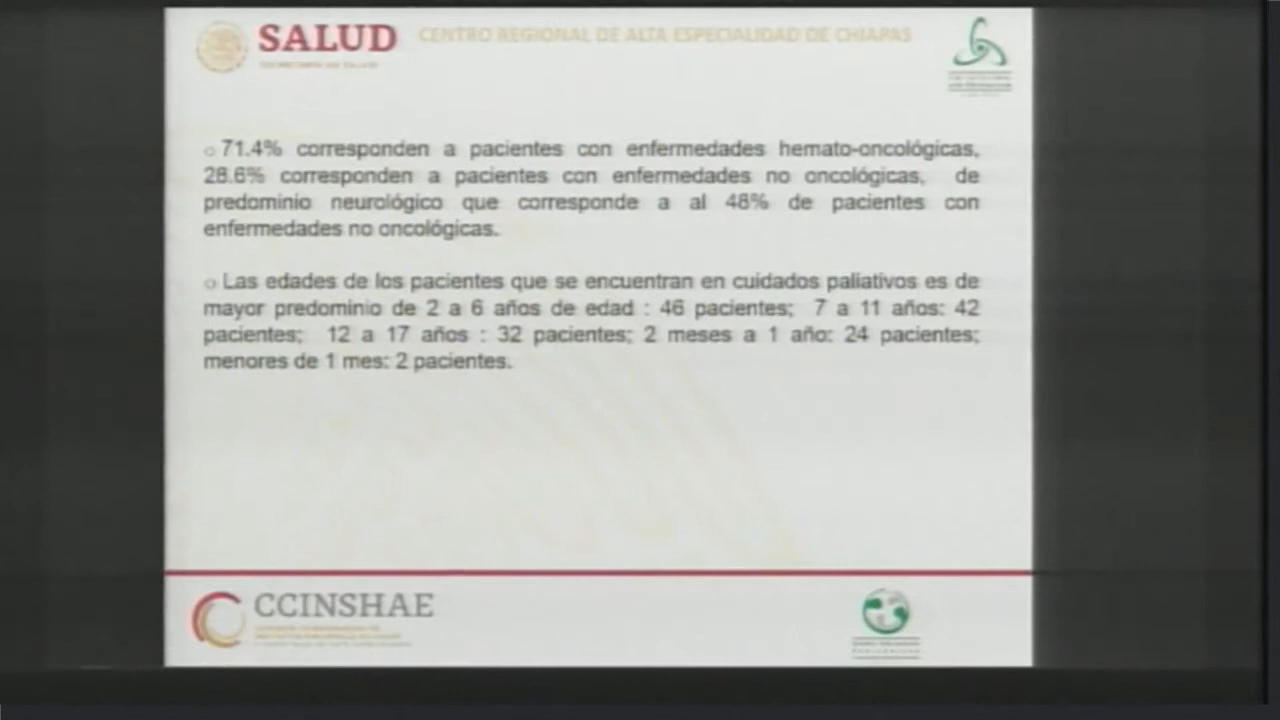 SALUD
SECRETARÍA DE SALUD
CENTRO REGIONAL DE ALTA ESPECIALIDAD DE CHIAPAS
○ 71.4% corresponden a pacientes con enfermedades hemato-oncológicas,
28.6% corresponden a pacientes con enfermedades no oncológicas, de
predominio neurológico que corresponde a al 48% de pacientes con
enfermedades no oncológicas.
○ Las edades de los pacientes que se encuentran en cuidados paliativos es de
mayor predominio de 2 a 6 años de edad : 46 pacientes; 7 a 11 años: 42
pacientes; 12 a 17 años : 32 pacientes; 2 meses a 1 año: 24 pacientes;
menores de 1 mes: 2 pacientes.
CCINSHAE